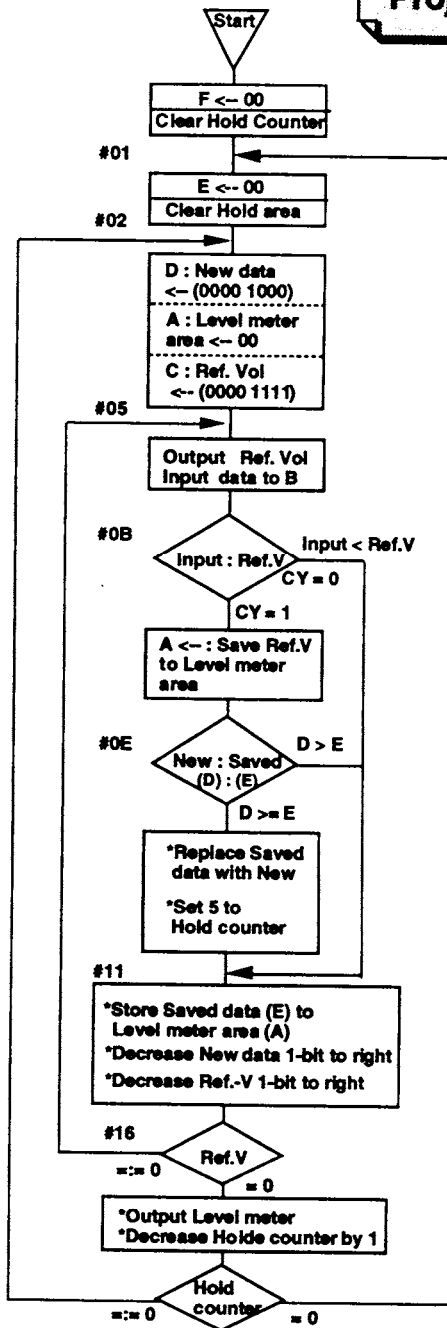 Start
F <-- 00
Clear Hold Counter
#01
E <-- 00
Clear Hold area
#02
D : New data
<-- (0000 1000)
A : Level meter
area <-- 00
C : Ref. Vol
<-- (0000 1111)
#05
Output Ref. Vol
Input data to B
#0B
Input : Ref.V
Input < Ref.V
CY = 0
CY = 1
A <-- : Save Ref.V
to Level meter
area
#0E
New : Saved
(D) : (E)
D > E
D >= E
*Replace Saved
data with New
*Set 5 to
Hold counter
#11
*Store Saved data (E) to
Level meter area (A)
*Decrease New data 1-bit to right
*Decrease Ref.-V 1-bit to right
#16
Ref.V
=:= 0
= 0
*Output Level meter
*Decrease Holde counter by 1
Hold
counter
=:= 0
= 0